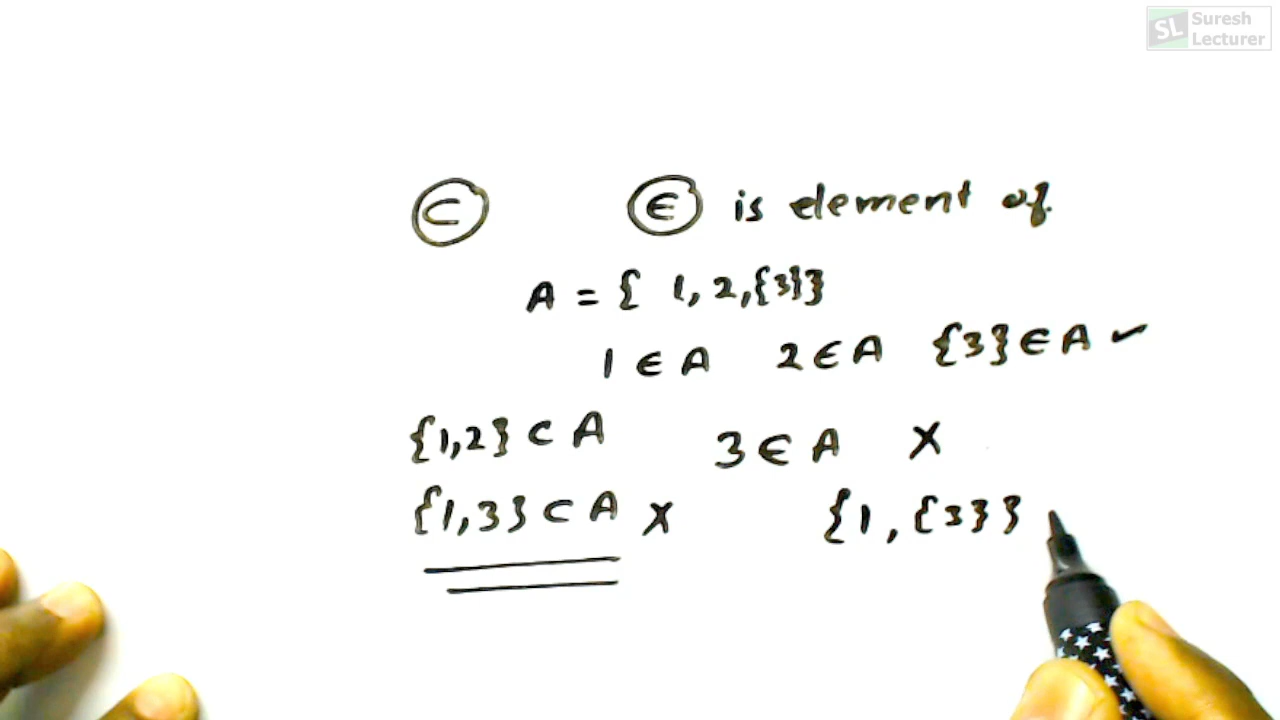 SL Suresh
Lecturer
⊂ ∈ is element of
A = { 1, 2, {3}}
1 ∈ A 2 ∈ A {3} ∈ A ✓
{1,2} ⊂ A 3 ∈ A X
{1,3} ⊂ A X {1, {3}}